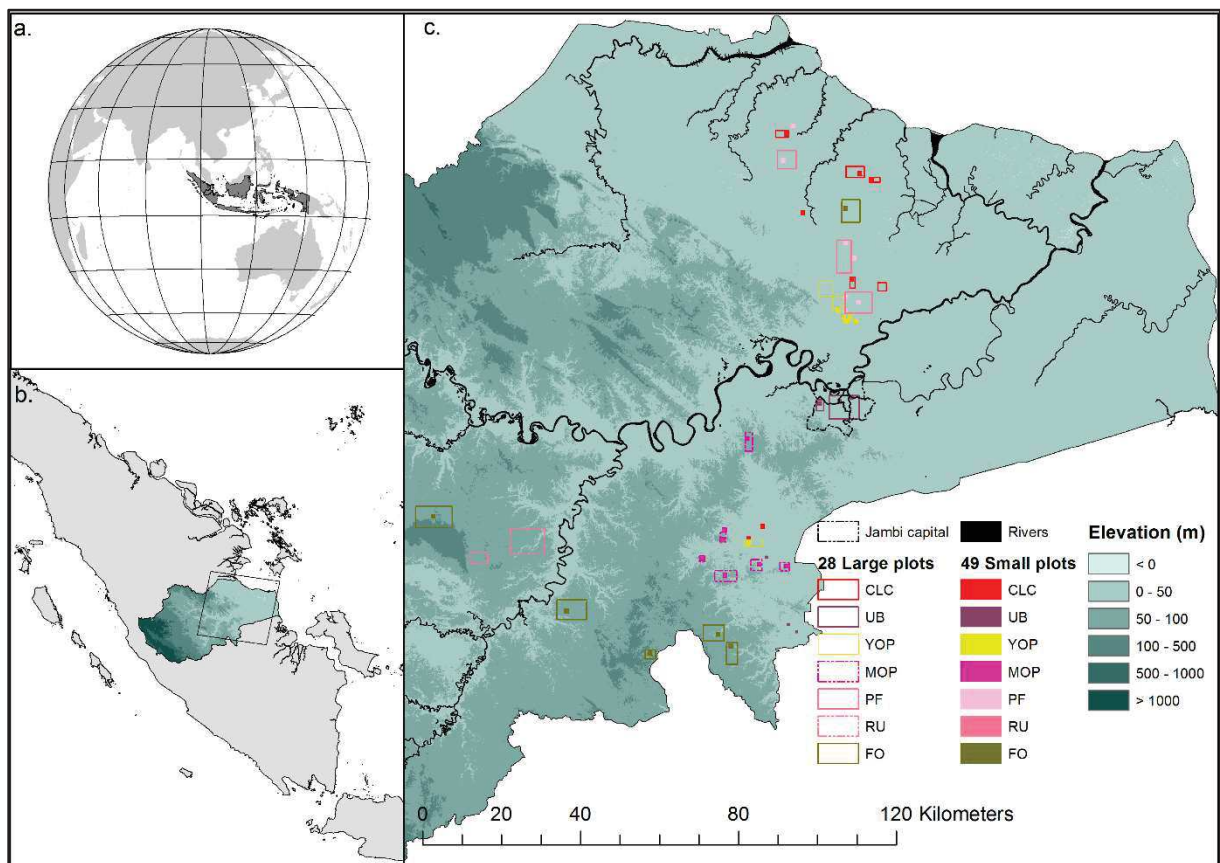 a.
b.
c.
Jambi capital
Rivers
Elevation (m)
28 Large plots
49 Small plots
< 0
0 - 50
50 - 100
100 - 500
500 - 1000
> 1000
CLC
UB
YOP
MOP
PF
RU
FO
CLC
UB
YOP
MOP
PF
RU
FO
0 20 40 80 120 Kilometers